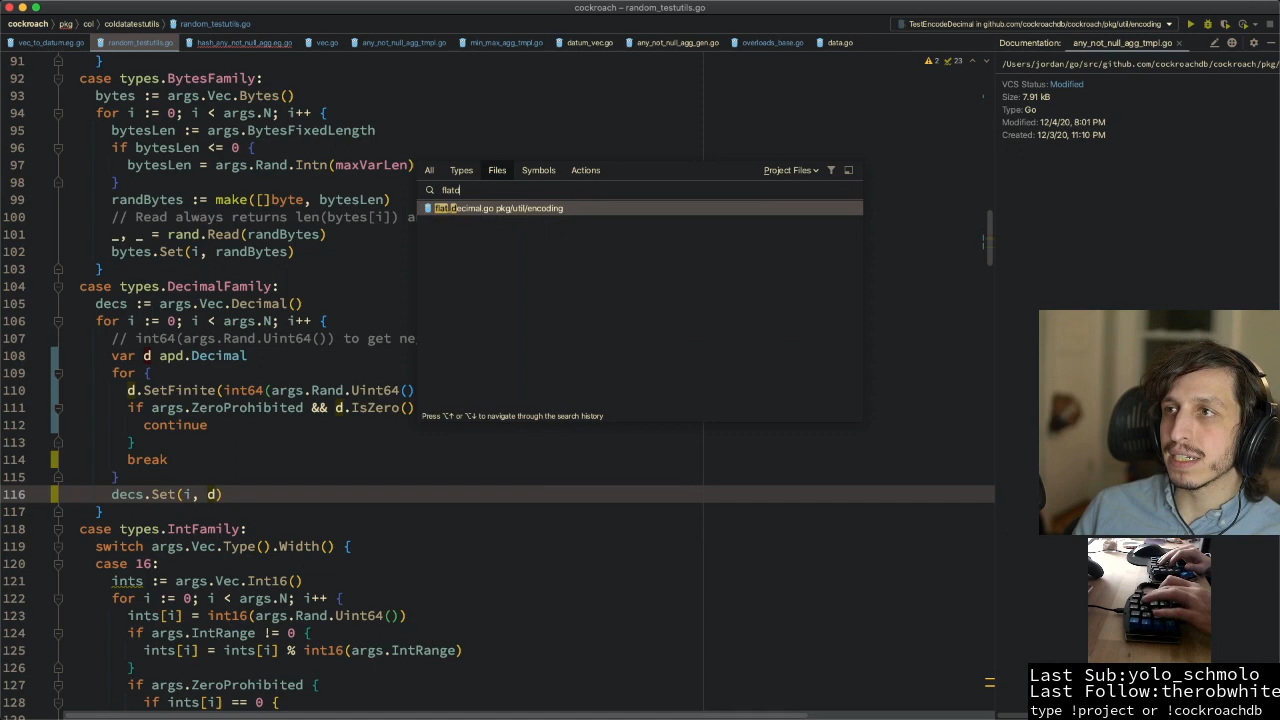 cockroach – random_testutils.go
cockroach › pkg › col › coldatatestutils › random_testutils.go
TestEncodeDecimal in github.com/cockroachdb/cockroach/pkg/util/encoding
vec_to_datum.eg.go random_testutils.go hash_any_not_null_agg.eg.go vec.go any_not_null_agg_tmpl.go min_max_agg_tmpl.go datum_vec.go any_not_null_agg_gen.go overloads_base.go data.go
Documentation: any_not_null_agg_tmpl.go ×
/Users/jordan/go/src/github.com/cockroachdb/cockroach/pkg/
VCS Status: Modified
Size: 7.91 kB
Type: Go
Modified: 12/4/20, 8:01 PM
Created: 12/3/20, 11:10 PM
2 23
91 }
92 case types.BytesFamily:
93 bytes := args.Vec.Bytes()
94 for i := 0; i < args.N; i++ {
95 bytesLen := args.BytesFixedLength
96 if bytesLen <= 0 {
97 bytesLen = args.Rand.Intn(maxVarLen)
98 }
99 randBytes := make([]byte, bytesLen)
100 // Read always returns len(bytes[i]) a
101 _, _ = rand.Read(randBytes)
102 bytes.Set(i, randBytes)
103 }
104 case types.DecimalFamily:
105 decs := args.Vec.Decimal()
106 for i := 0; i < args.N; i++ {
107 // int64(args.Rand.Uint64()) to get ne
108 var d apd.Decimal
109 for {
110 d.SetFinite(int64(args.Rand.Uint64()
111 if args.ZeroProhibited && d.IsZero()
112 continue
113 }
114 break
115 }
116 decs.Set(i, d)
117 }
118 case types.IntFamily:
119 switch args.Vec.Type().Width() {
120 case 16:
121 ints := args.Vec.Int16()
122 for i := 0; i < args.N; i++ {
123 ints[i] = int16(args.Rand.Uint64())
124 if args.IntRange != 0 {
125 ints[i] = ints[i] % int16(args.IntRange)
126 }
127 if args.ZeroProhibited {
128 if ints[i] == 0 {
All Types Files Symbols Actions Project Files
flatd
flat_decimal.go pkg/util/encoding
Press ⌥↑ or ⌥↓ to navigate through the search history
Last Sub:yolo_schmolo
Last Follow:therobwhite
type !project or !cockroachdb